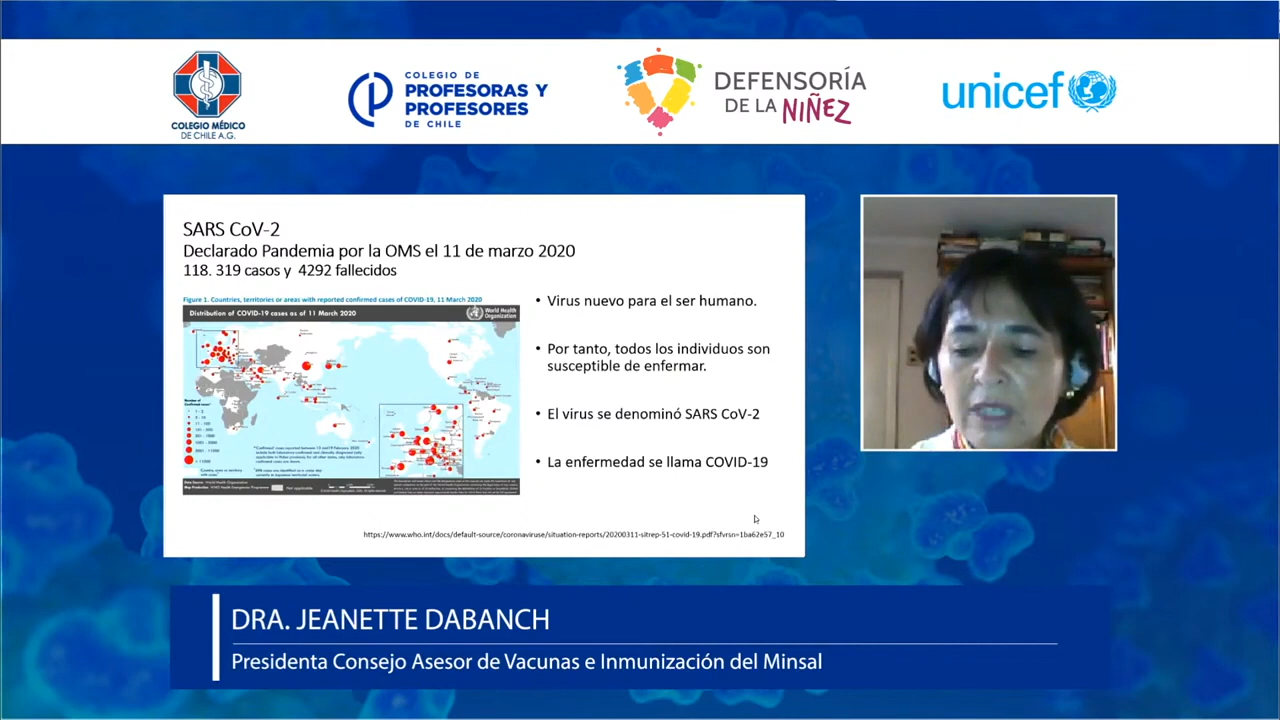 COLEGIO MÉDICO
DE CHILE A.G.
COLEGIO DE
PROFESORAS Y
PROFESORES
DE CHILE
DEFENSORÍA
DE LA NIÑEZ
unicef
SARS CoV-2
Declarado Pandemia por la OMS el 11 de marzo 2020
118. 319 casos y 4292 fallecidos
Figure 1. Countries, territories or areas with reported confirmed cases of COVID-19, 11 March 2020
Distribution of COVID-19 cases as of 11 March 2020
World Health
Organization
• Virus nuevo para el ser humano.
• Por tanto, todos los individuos son
susceptible de enfermar.
• El virus se denominó SARS CoV-2
• La enfermedad se llama COVID-19
https://www.who.int/docs/default-source/coronaviruse/situation-reports/20200311-sitrep-51-covid-19.pdf?sfvrsn=1ba62e57_10
DRA. JEANETTE DABANCH
Presidenta Consejo Asesor de Vacunas e Inmunización del Minsal